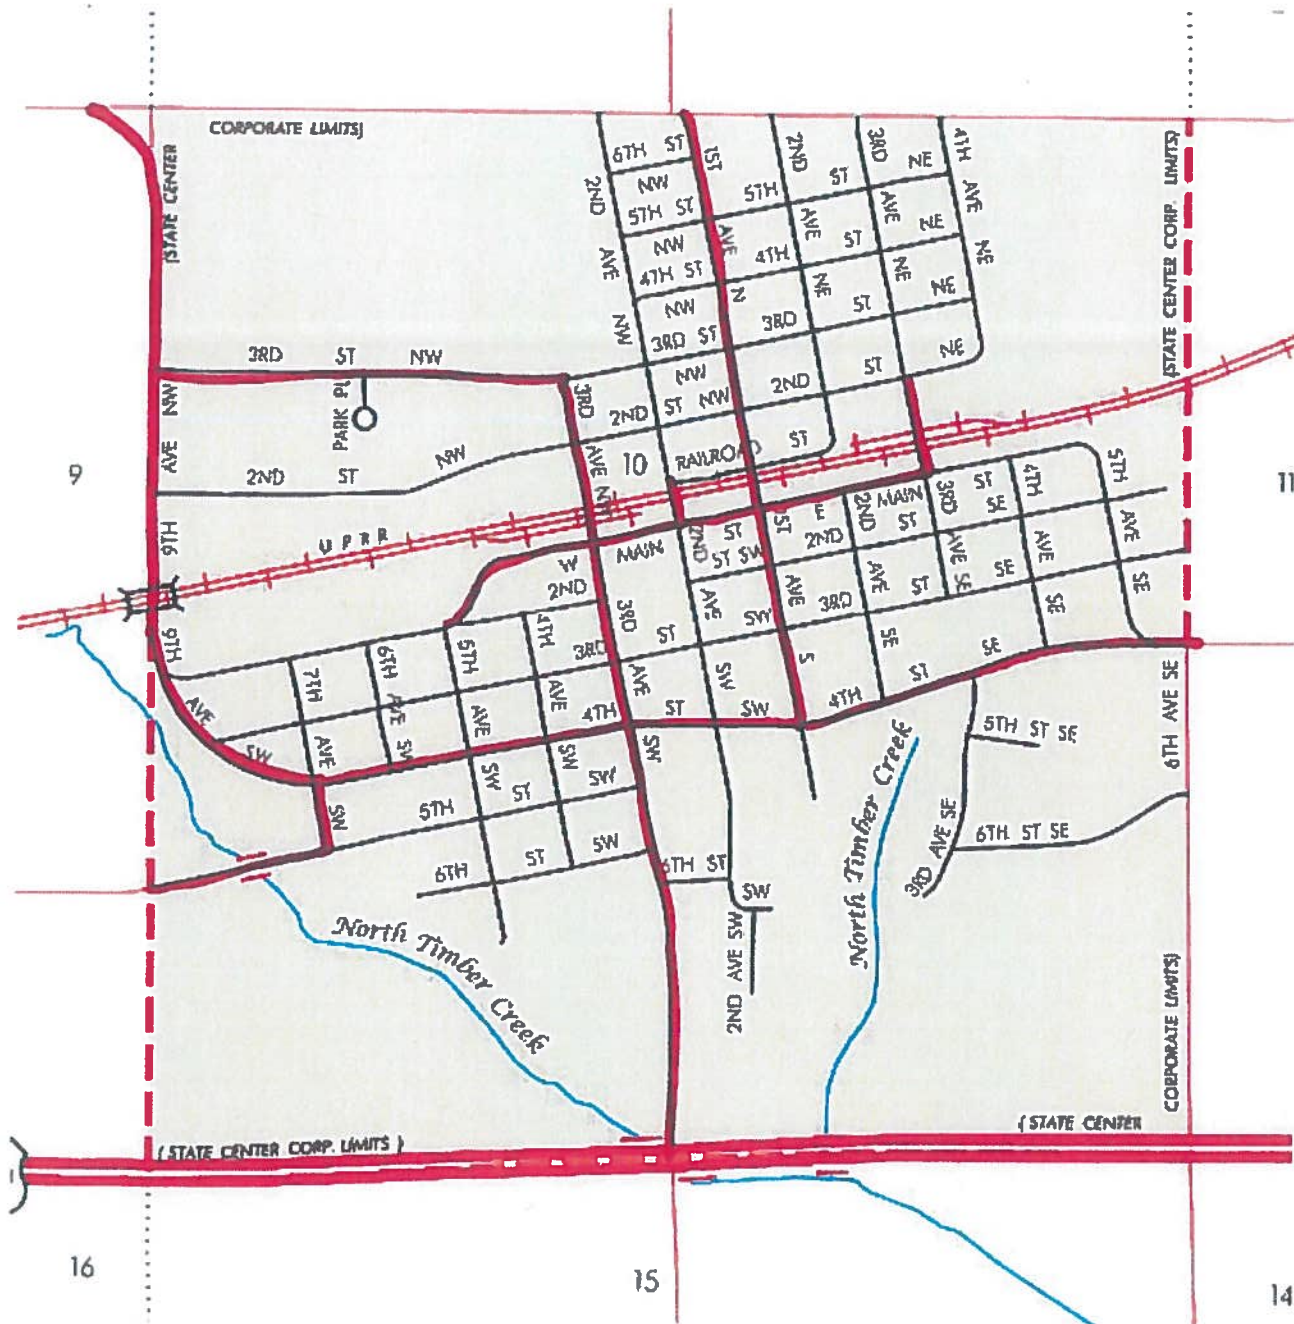 CORPORATE LIMITS)
(STATE CENTER
6TH ST
NW
5TH ST
NW
4TH ST
NW
3RD ST
NW
2ND ST NW
2ND
AVE
NW
1ST
AVE
N
2ND
AVE
NE
3RD
AVE
NE
4TH
AVE
NE
5TH ST NE
4TH ST NE
3RD ST NE
2ND ST NE
(STATE CENTER CORP. LIMITS)
3RD ST NW
PARK PL
9TH AVE NW
2ND ST NW
3RD
AVE NW
RAILROAD ST
9
10
11
U P R R
MAIN ST
W
E MAIN ST
2ND ST SW
2ND ST SE
3RD ST SW
3RD ST SE
4TH ST SW
4TH ST SE
9TH
AVE
SW
7TH
AVE
SW
6TH
AVE SW
5TH
AVE
SW
4TH
AVE
SW
3RD
AVE
SW
2ND
AVE
SW
1ST
AVE
S
2ND
AVE
SE
3RD
AVE SE
4TH
AVE
SE
5TH
AVE
SE
6TH AVE SE
5TH ST SW
6TH ST SW
6TH ST
SW
2ND AVE SW
5TH ST SE
6TH ST SE
3RD AVE SE
North Timber Creek
North Timber Creek
CORPORATE LIMITS)
(STATE CENTER
(STATE CENTER CORP. LIMITS )
16
15
14